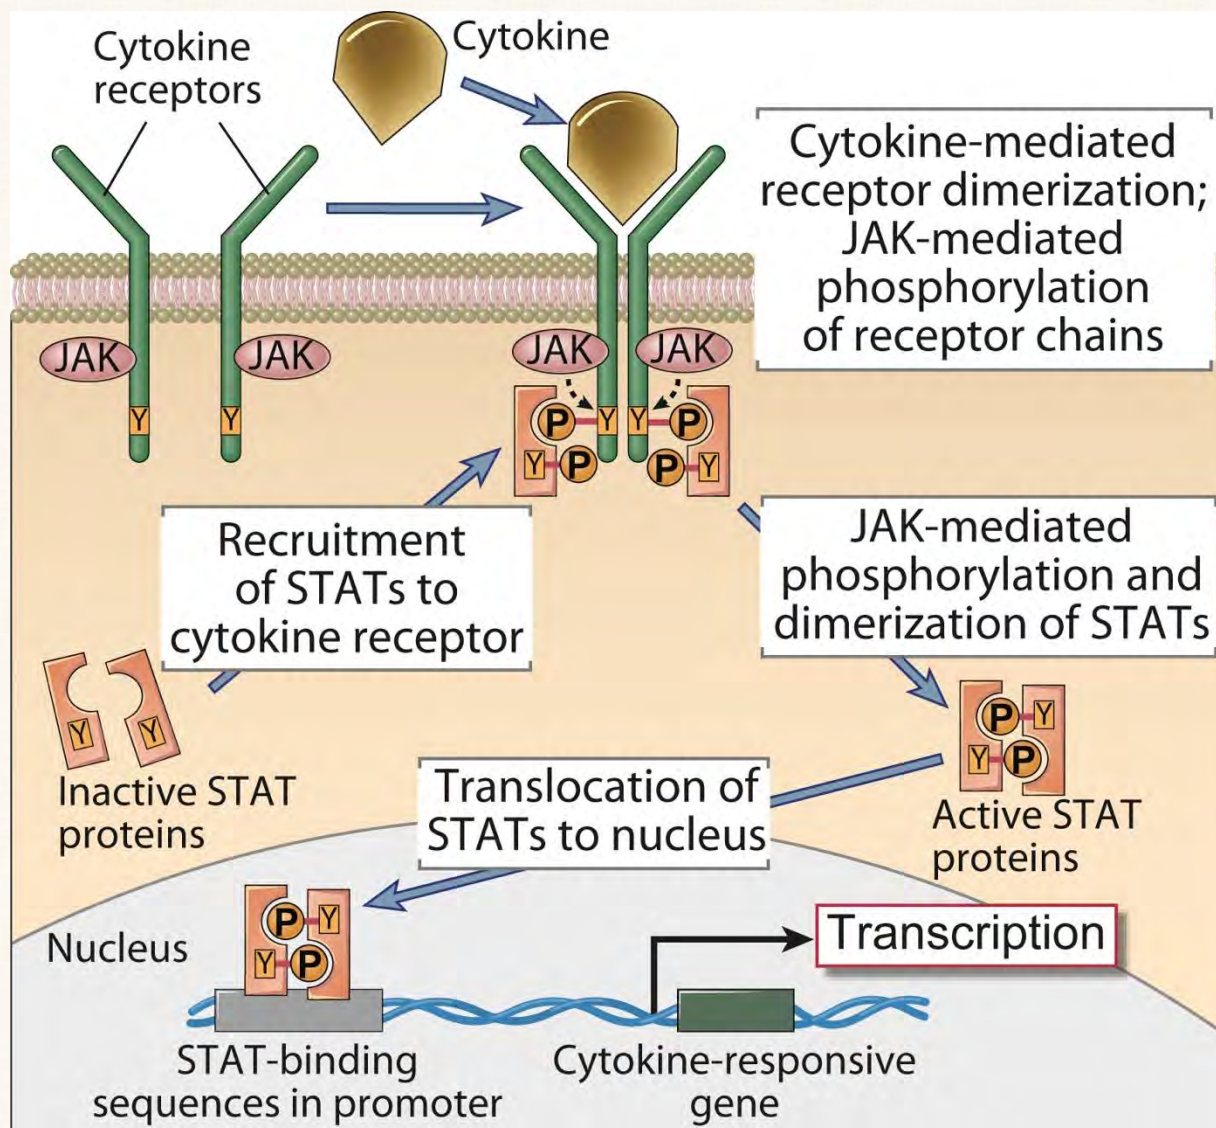 Cytokine
receptors
Cytokine
Cytokine-mediated
receptor dimerization;
JAK-mediated
phosphorylation
of receptor chains
JAK
JAK
JAK
JAK
Y
Y
Y
Y
P
P
Y
P
P
Y
Recruitment
of STATs to
cytokine receptor
JAK-mediated
phosphorylation and
dimerization of STATs
Y
Y
Inactive STAT
proteins
P
Y
Y
P
Active STAT
proteins
Translocation of
STATs to nucleus
Nucleus
P
Y
Y
P
Transcription
STAT-binding
sequences in promoter
Cytokine-responsive
gene